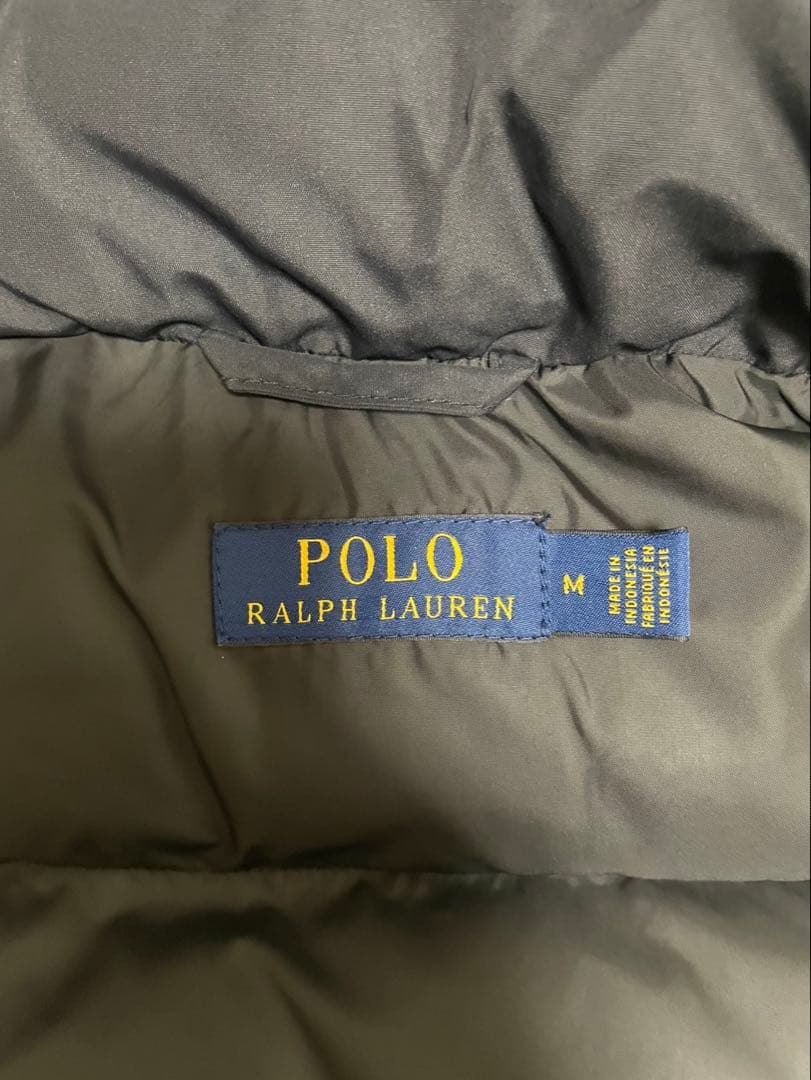 POLO
RALPH LAUREN
M
MADE IN
INDONESIA
FABRIQUÉ EN
INDONÉSIE